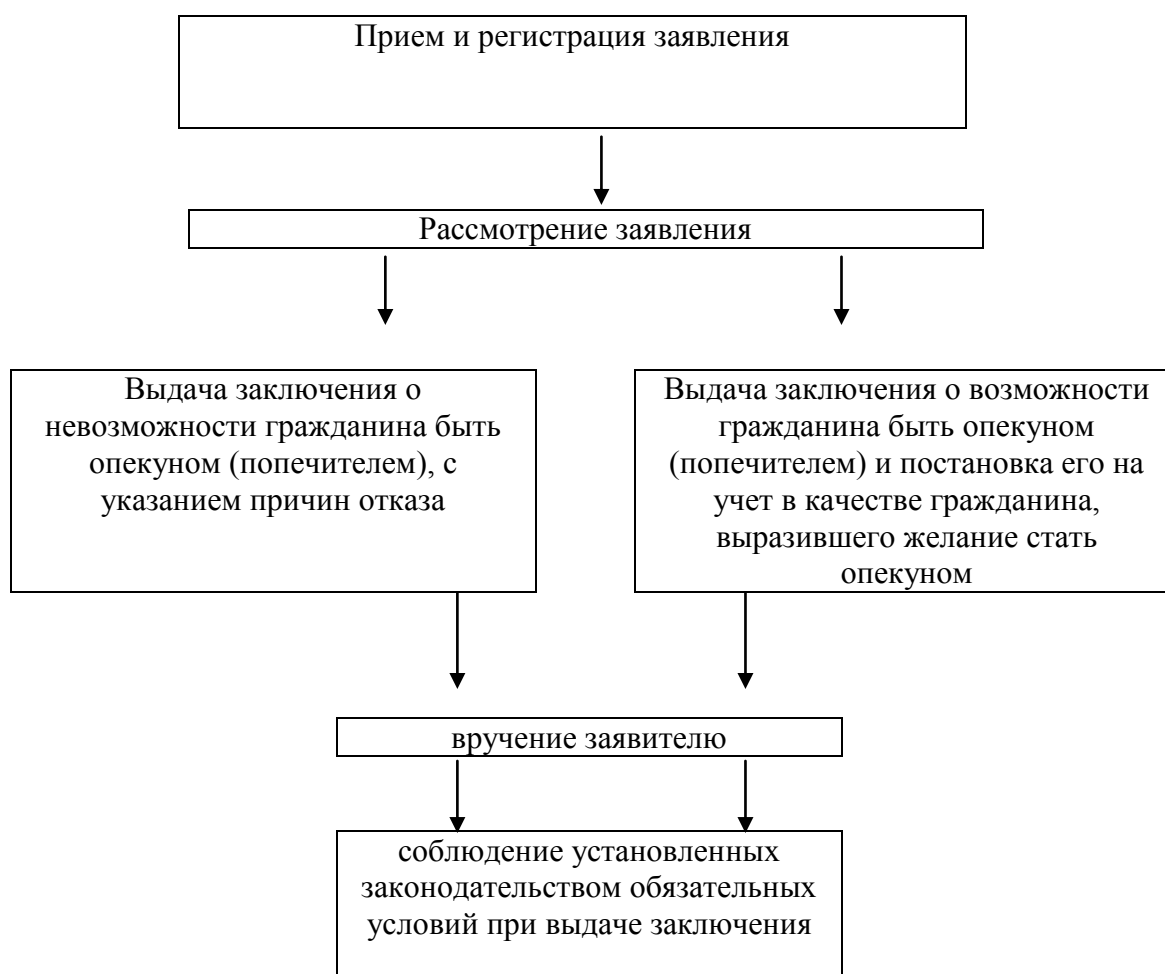 Прием и регистрация заявления
Рассмотрение заявления
Выдача заключения о
невозможности гражданина быть
опекуном (попечителем), с
указанием причин отказа
Выдача заключения о возможности
гражданина быть опекуном
(попечителем) и постановка его на
учет в качестве гражданина,
выразившего желание стать
опекуном
вручение заявителю
соблюдение установленных
законодательством обязательных
условий при выдаче заключения